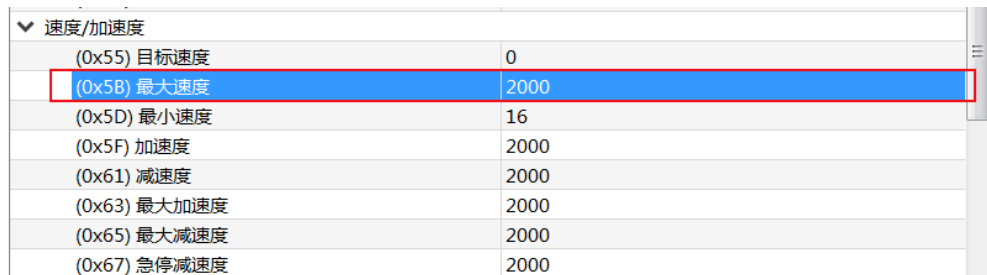 速度/加速度
(0x55) 目标速度 0
(0x5B) 最大速度 2000
(0x5D) 最小速度 16
(0x5F) 加速度 2000
(0x61) 减速度 2000
(0x63) 最大加速度 2000
(0x65) 最大减速度 2000
(0x67) 急停减速度 2000